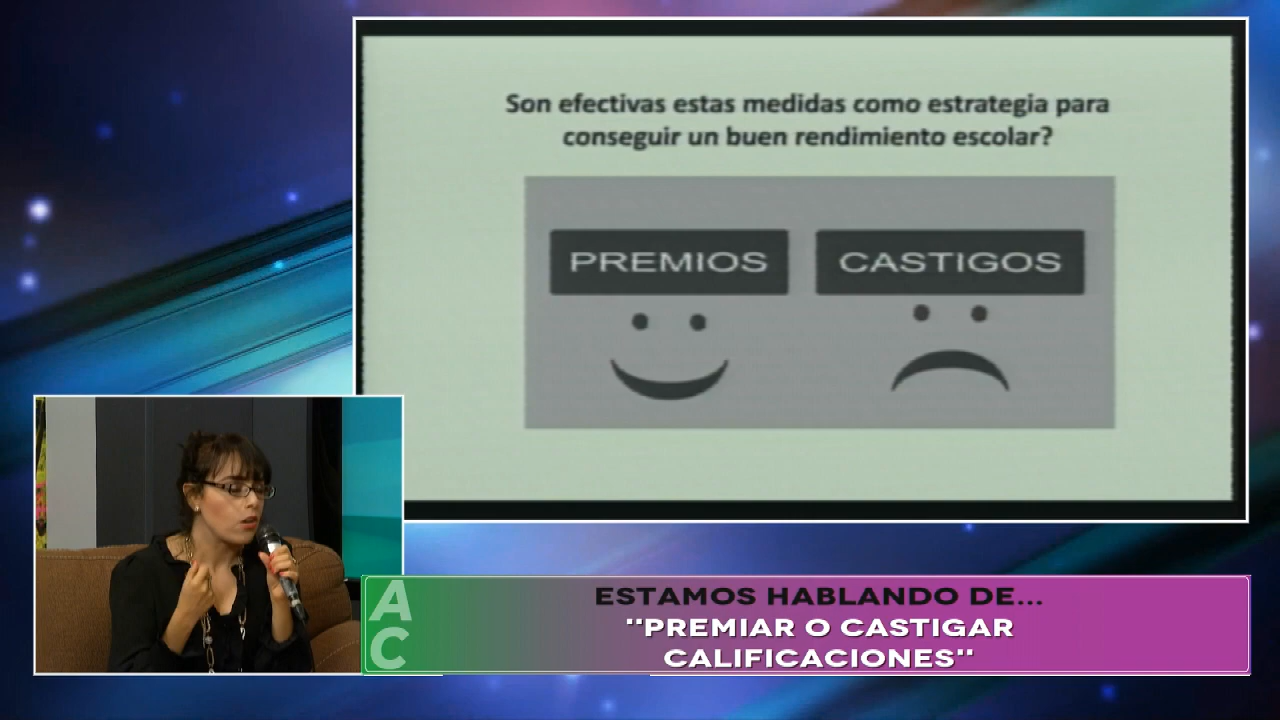 Son efectivas estas medidas como estrategia para
conseguir un buen rendimiento escolar?
PREMIOS
CASTIGOS
AC
ESTAMOS HABLANDO DE...
"PREMIAR O CASTIGAR
CALIFICACIONES"